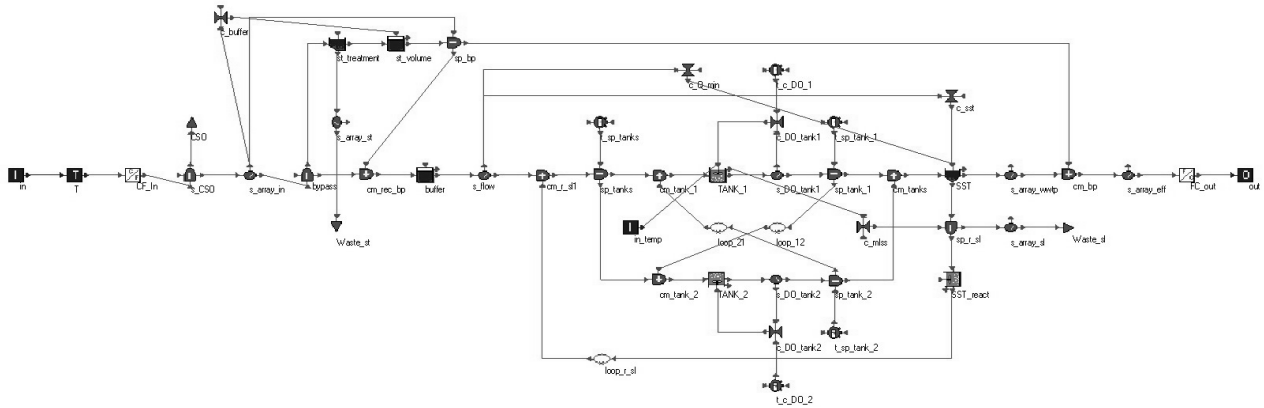 c_buffer
st_treatment
st_volume
sp_bp
c_Q_min
t_c_DO_1
c_sst
CSO
s_array_st
t_sp_tanks
c_DO_tank1
t_sp_tank_1
I
T
C
in
I
O
in
T
CF_In
s_CSO
s_array_in
bypass
cm_rec_bp
buffer
s_flow
cm_r_sl1
sp_tanks
cm_tank_1
TANK_1
s_DO_tank1
sp_tank_1
cm_tanks
SST
s_array_wwtp
cm_bp
s_array_eff
FC_out
out
Waste_st
in_temp
loop_21
loop_12
c_mlss
sp_r_sl
s_array_sl
Waste_sl
cm_tank_2
TANK_2
s_DO_tank2
sp_tank_2
SST_react
c_DO_tank2
t_sp_tank_2
loop_r_sl
t_c_DO_2